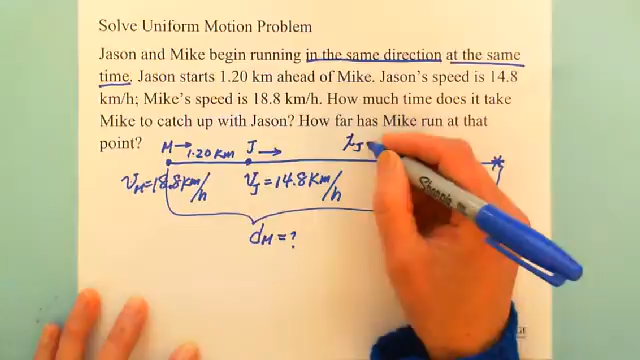 Solve Uniform Motion Problem
Jason and Mike begin running in the same direction at the same
time. Jason starts 1.20 km ahead of Mike. Jason's speed is 14.8
km/h; Mike's speed is 18.8 km/h. How much time does it take
Mike to catch up with Jason? How far has Mike run at that
point?
M 1.20 KM J
V_M = 18.8 km/h V_J = 14.8 Km/h
d_M = ?
Sharpie